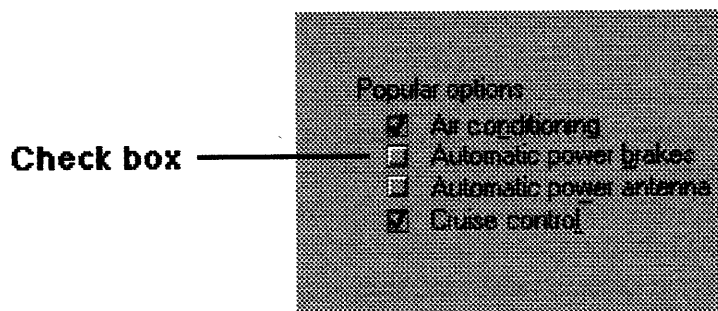 Popular options
Air conditioning
Check box
Automatic power brakes
Automatic power antenna
Cruise control